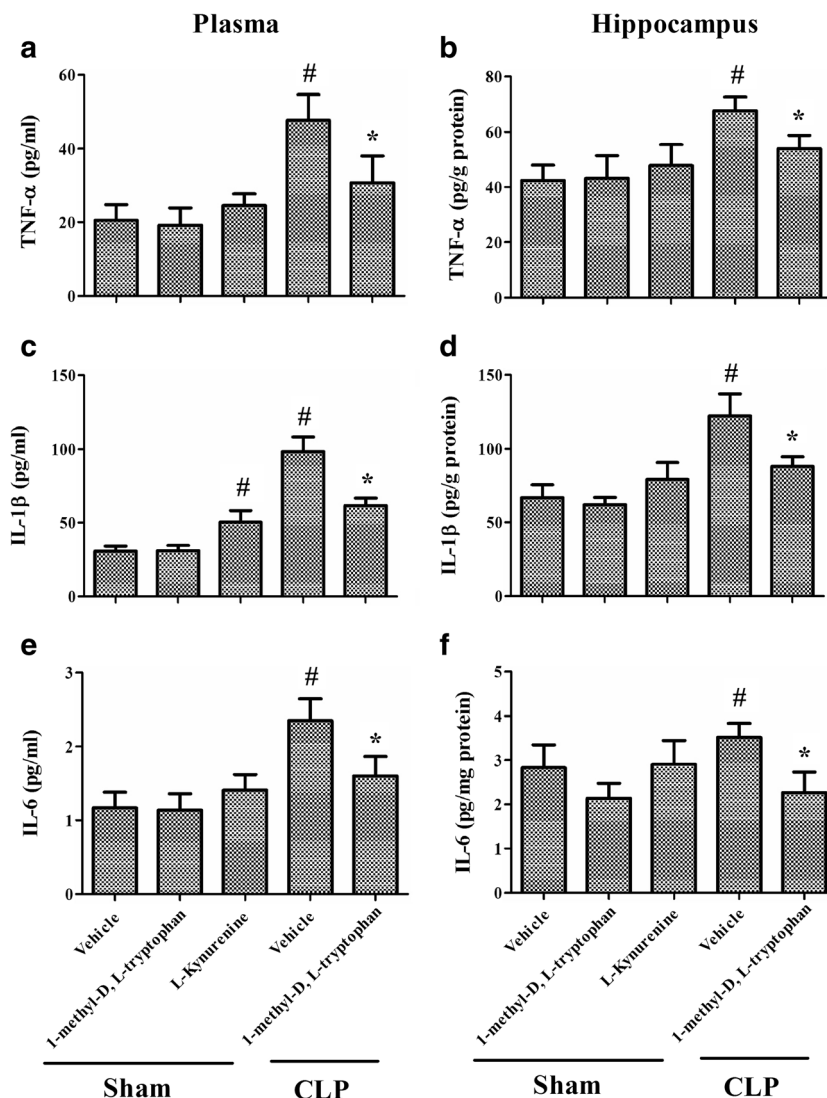 Plasma
Hippocampus
a
TNF-α (pg/ml)
60
40
20
0
#
*
b
TNF-α (pg/g protein)
80
60
40
20
0
#
*
c
IL-1β (pg/ml)
150
100
50
0
#
#
*
d
IL-1β (pg/g protein)
150
100
50
0
#
*
e
IL-6 (pg/ml)
3
2
1
0
#
*
f
IL-6 (pg/mg protein)
5
4
3
2
1
0
#
*
Vehicle
1-methyl-D, L-tryptophan
L-Kynurenine
Vehicle
1-methyl-D, L-tryptophan
Vehicle
1-methyl-D, L-tryptophan
L-Kynurenine
Vehicle
1-methyl-D, L-tryptophan
Sham
CLP
Sham
CLP